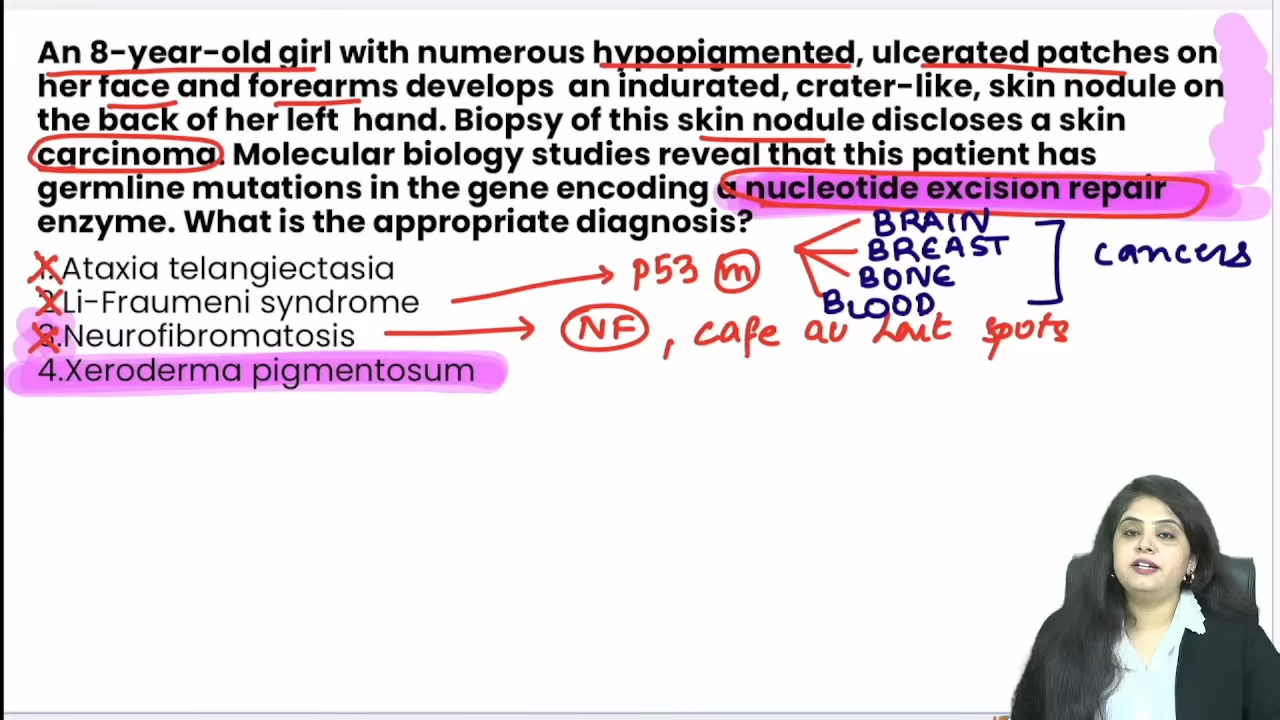 An 8-year-old girl with numerous hypopigmented, ulcerated patches on
her face and forearms develops an indurated, crater-like, skin nodule on
the back of her left hand. Biopsy of this skin nodule discloses a skin
carcinoma. Molecular biology studies reveal that this patient has
germline mutations in the gene encoding a nucleotide excision repair
enzyme. What is the appropriate diagnosis?
1.Ataxia telangiectasia
2.Li-Fraumeni syndrome
3.Neurofibromatosis
4.Xeroderma pigmentosum
P53 m
BRAIN
BREAST
BONE
BLOOD
cancers
NF, cafe au lait spots